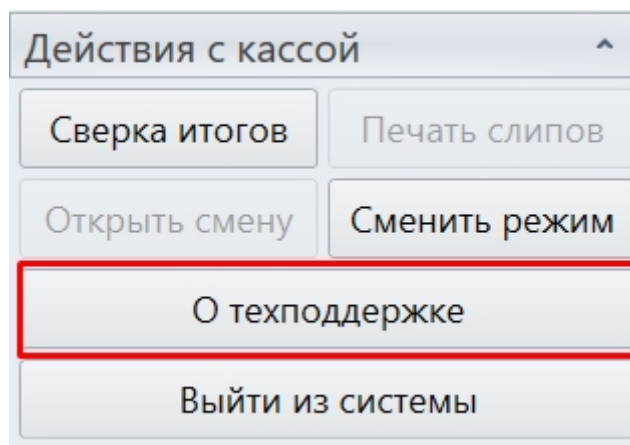 Действия с кассой
Сверка итогов Печать слипов
Открыть смену Сменить режим
О техподдержке
Выйти из системы